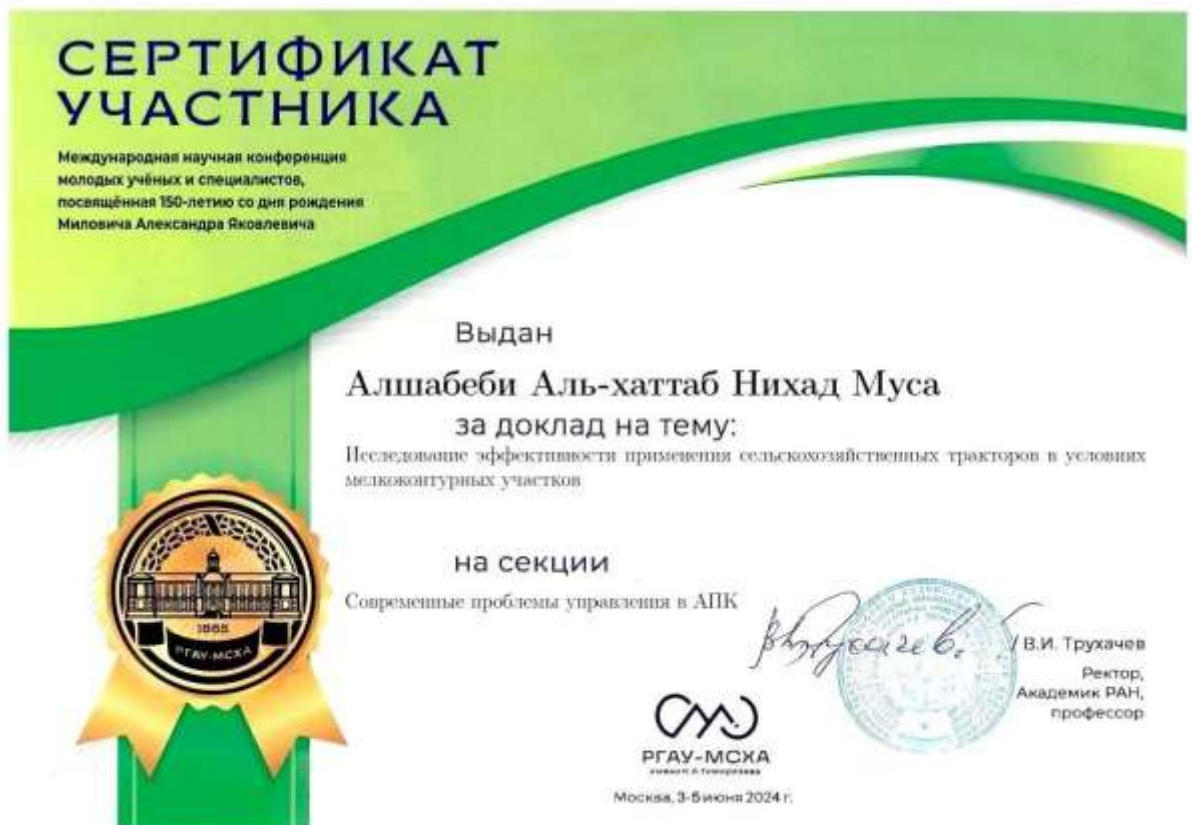 СЕРТИФИКАТ
УЧАСТНИКА
Международная научная конференция
молодых учёных и специалистов,
посвящённая 150-летию со дня рождения
Миловича Александра Яковлевича
Выдан
Алшабеби Аль-хаттаб Нихад Муса
за доклад на тему:
Исследование эффективности применения сельскохозяйственных тракторов в условиях
мелкоконтурных участков
на секции
Современные проблемы управления в АПК
1865
РГАУ-МСХА
/ В.И. Трухачев
Ректор,
Академик РАН,
профессор
РГАУ-МСХА
имени К.А. Тимирязева
Москва, 3-5 июня 2024 г.